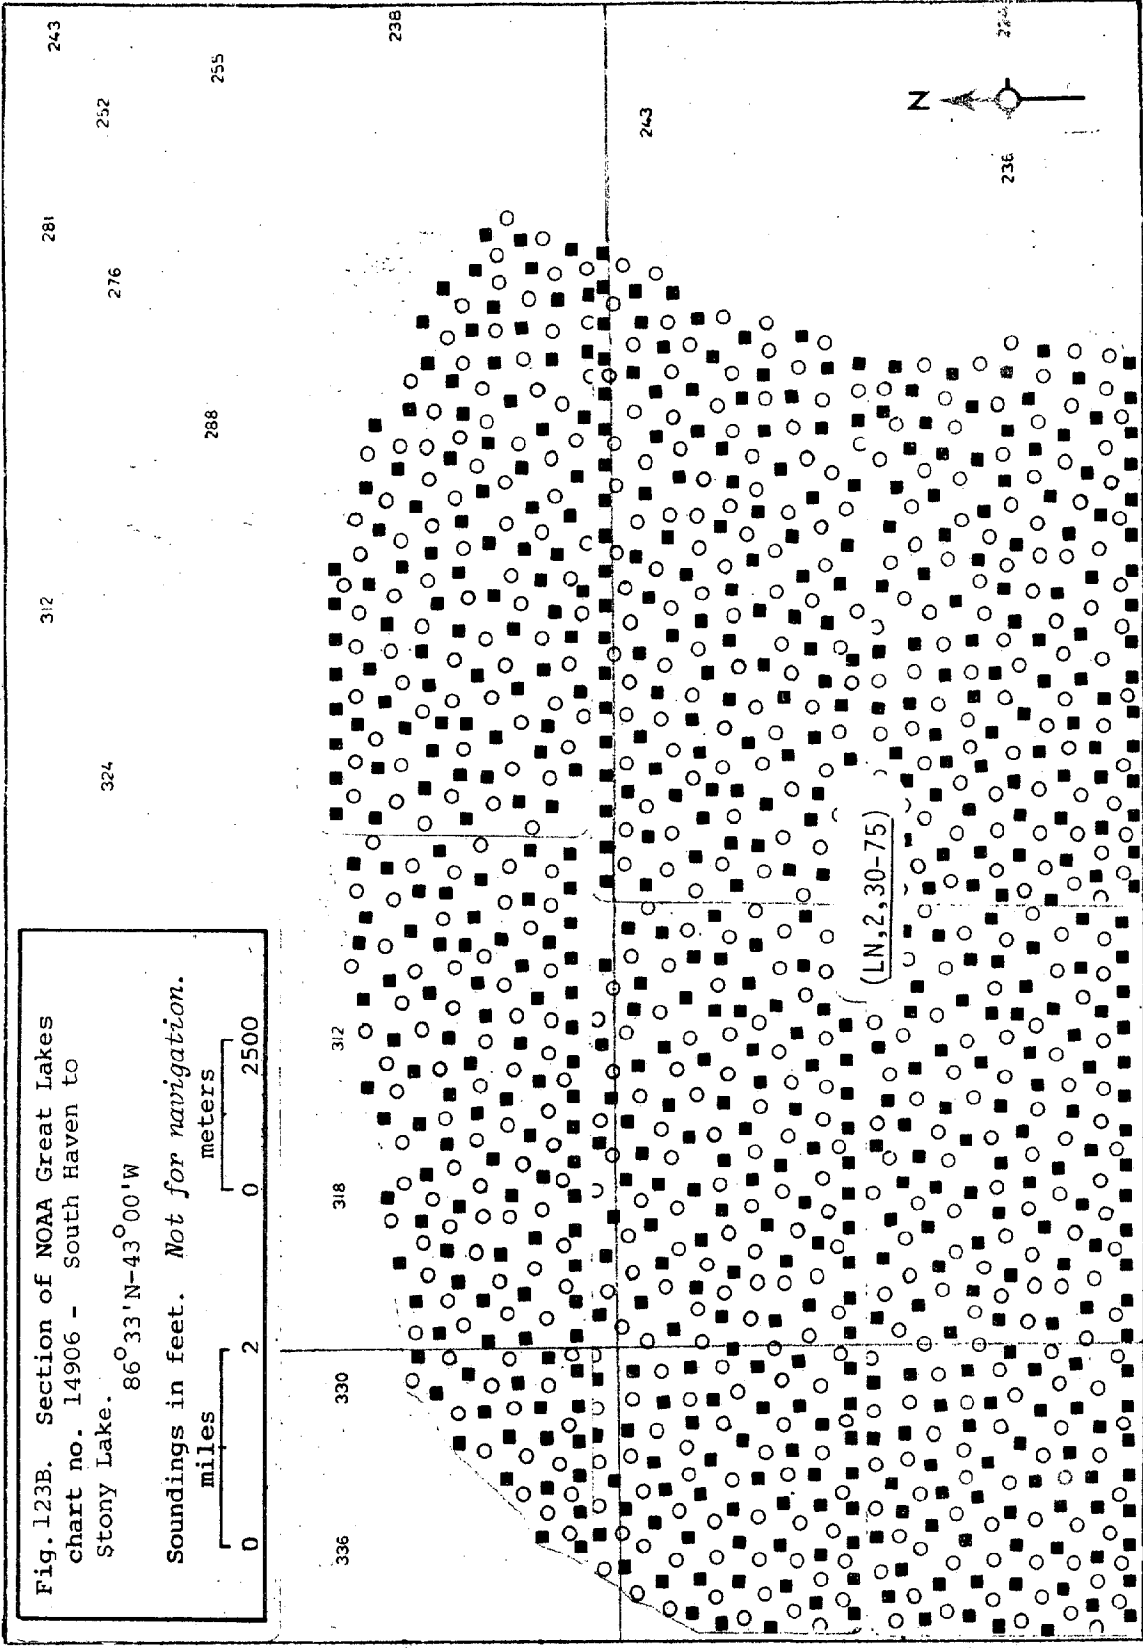 Fig.123B. Section of NOAA Great Lakes
chart no. 14906 - South Haven to
Stony Lake.
86°33'N-43°00'W
Soundings in feet. Not for navigation.
miles meters
0 2 0 2500
312 281 243
324 276 252
288 255
336 330 318 312
238
243
(LN,2,30-75)
N
236